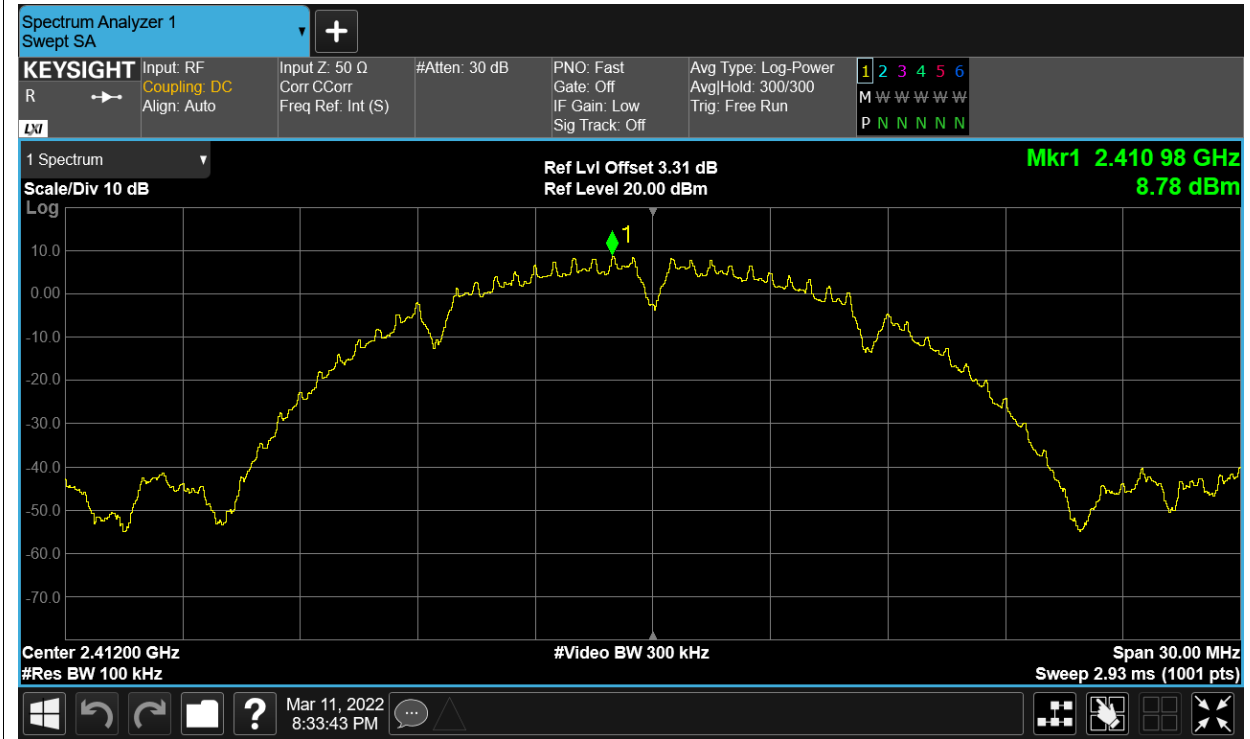 Spectrum Analyzer 1
Swept SA
+
KEYSIGHT Input: RF Input Z: 50 Ω #Atten: 30 dB PNO: Fast Avg Type: Log-Power 1 2 3 4 5 6
R Coupling: DC Corr CCorr Gate: Off Avg|Hold: 300/300 M W W W W W W
Align: Auto Freq Ref: Int (S) IF Gain: Low Trig: Free Run
LXI Sig Track: Off P N N N N N N
1 Spectrum Ref Lvl Offset 3.31 dB Mkr1 2.410 98 GHz
Scale/Div 10 dB Ref Level 20.00 dBm 8.78 dBm
Log
1
10.0
0.00
-10.0
-20.0
-30.0
-40.0
-50.0
-60.0
-70.0
Center 2.41200 GHz #Video BW 300 kHz Span 30.00 MHz
#Res BW 100 kHz Sweep 2.93 ms (1001 pts)
? Mar 11, 2022
8:33:43 PM